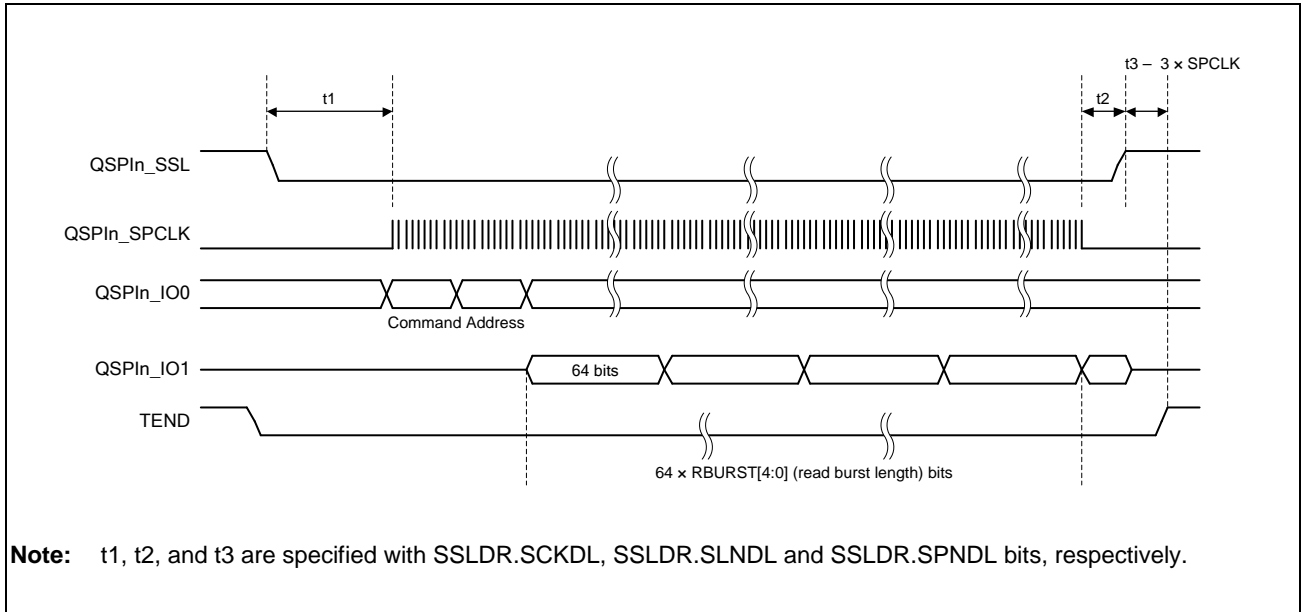 t3 – 3 × SPCLK
t1
t2
QSPIn_SSL
QSPIn_SPCLK
QSPIn_IO0
Command Address
QSPIn_IO1
64 bits
TEND
64 × RBURST[4:0] (read burst length) bits
Note: t1, t2, and t3 are specified with SSLDR.SCKDL, SSLDR.SLNDL and SSLDR.SPNDL bits, respectively.